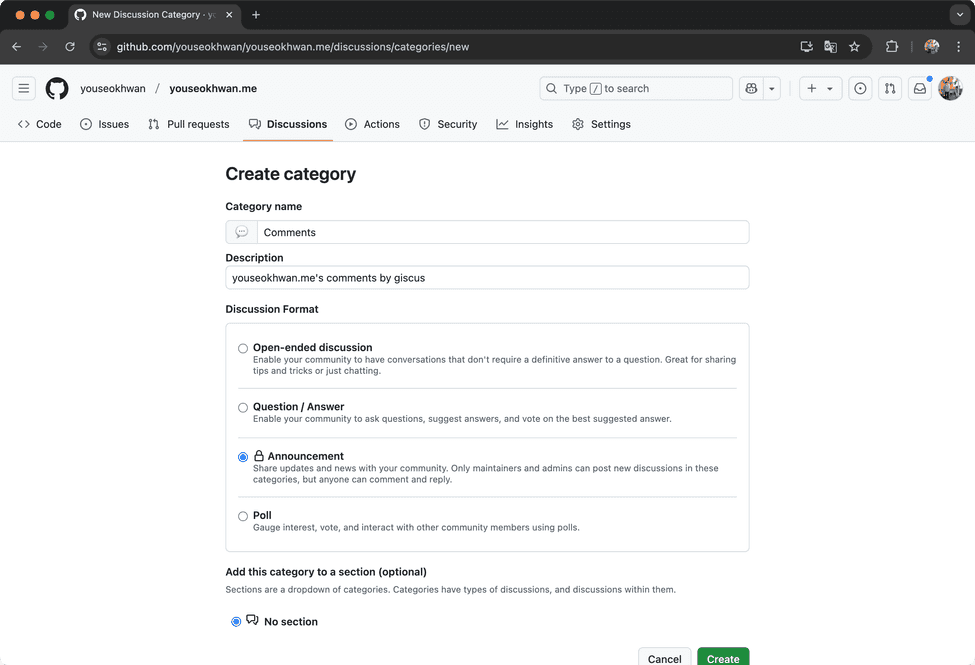 New Discussion Category · yo
github.com/youseokhwan/youseokhwan.me/discussions/categories/new
youseokhwan / youseokhwan.me
Type / to search
Code Issues Pull requests Discussions Actions Security Insights Settings
Create category
Category name
Comments
Description
youseokhwan.me's comments by giscus
Discussion Format
Open-ended discussion
Enable your community to have conversations that don't require a definitive answer to a question. Great for sharing
tips and tricks or just chatting.
Question / Answer
Enable your community to ask questions, suggest answers, and vote on the best suggested answer.
Announcement
Share updates and news with your community. Only maintainers and admins can post new discussions in these
categories, but anyone can comment and reply.
Poll
Gauge interest, vote, and interact with other community members using polls.
Add this category to a section (optional)
Sections are a dropdown of categories. Categories have types of discussions, and discussions within them.
No section
Cancel Create